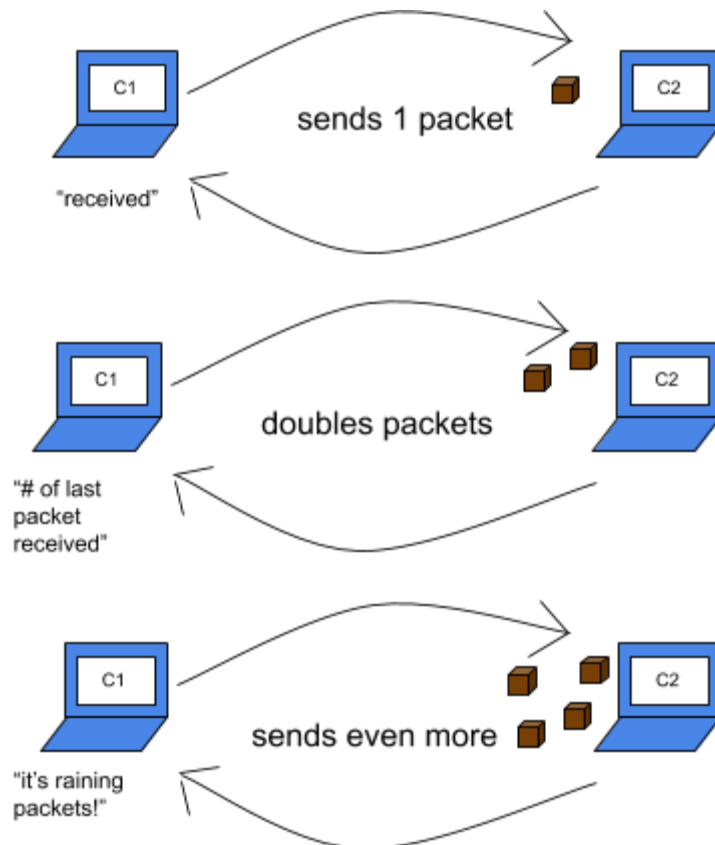 C1
C2
sends 1 packet
“received”
C1
C2
doubles packets
“# of last
packet
received”
C1
C2
sends even more
“it’s raining
packets!”